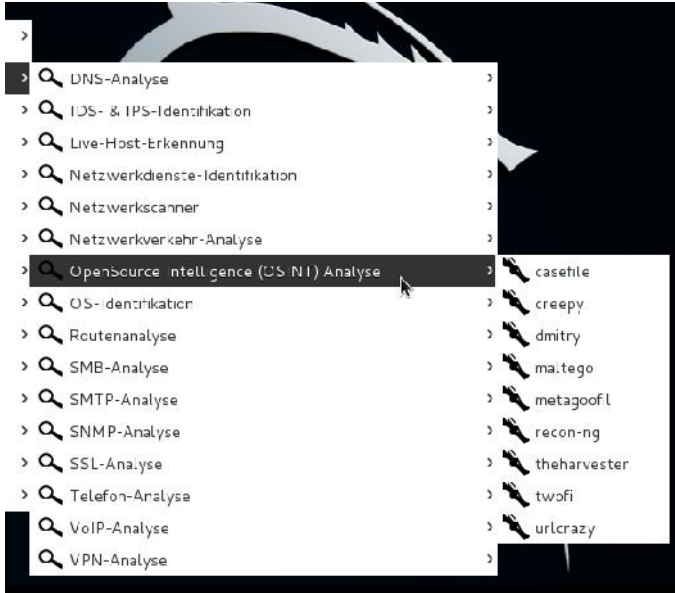 DNS-Analyse
IDS- & IPS-Identifikation
Live-Host-Erkennung
Netzwerkdienste-Identifikation
Netzwerkscanner
Netzwerkverkehr-Analyse
OpenSource Intelligence (OSINT) Analyse
OS-Identifikation
Routenanalyse
SMB-Analyse
SMTP-Analyse
SNMP-Analyse
SSL-Analyse
Telefon-Analyse
VoIP-Analyse
VPN-Analyse
casefile
creepy
dmitry
maltego
metagoofil
recon-ng
theharvester
twofi
urlcrazy